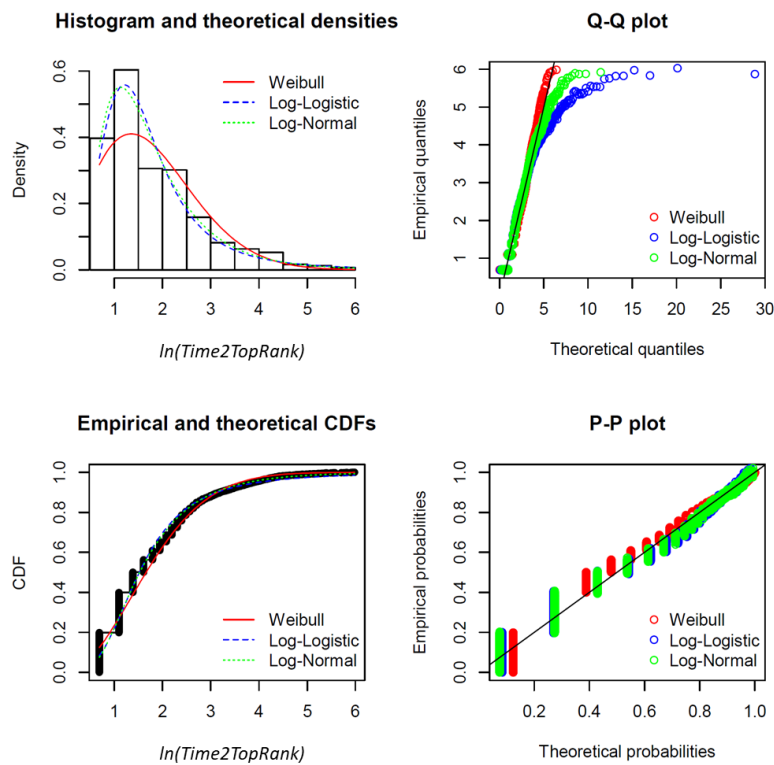 Histogram and theoretical densities
Density
0.0 0.2 0.4 0.6
Weibull
Log-Logistic
Log-Normal
1 2 3 4 5 6
ln(Time2TopRank)
Q-Q plot
Empirical quantiles
1 2 3 4 5 6
Weibull
Log-Logistic
Log-Normal
0 5 10 15 20 25 30
Theoretical quantiles
Empirical and theoretical CDFs
CDF
0.0 0.2 0.4 0.6 0.8 1.0
Weibull
Log-Logistic
Log-Normal
1 2 3 4 5 6
ln(Time2TopRank)
P-P plot
Empirical probabilities
0.0 0.2 0.4 0.6 0.8 1.0
Weibull
Log-Logistic
Log-Normal
0.2 0.4 0.6 0.8 1.0
Theoretical probabilities